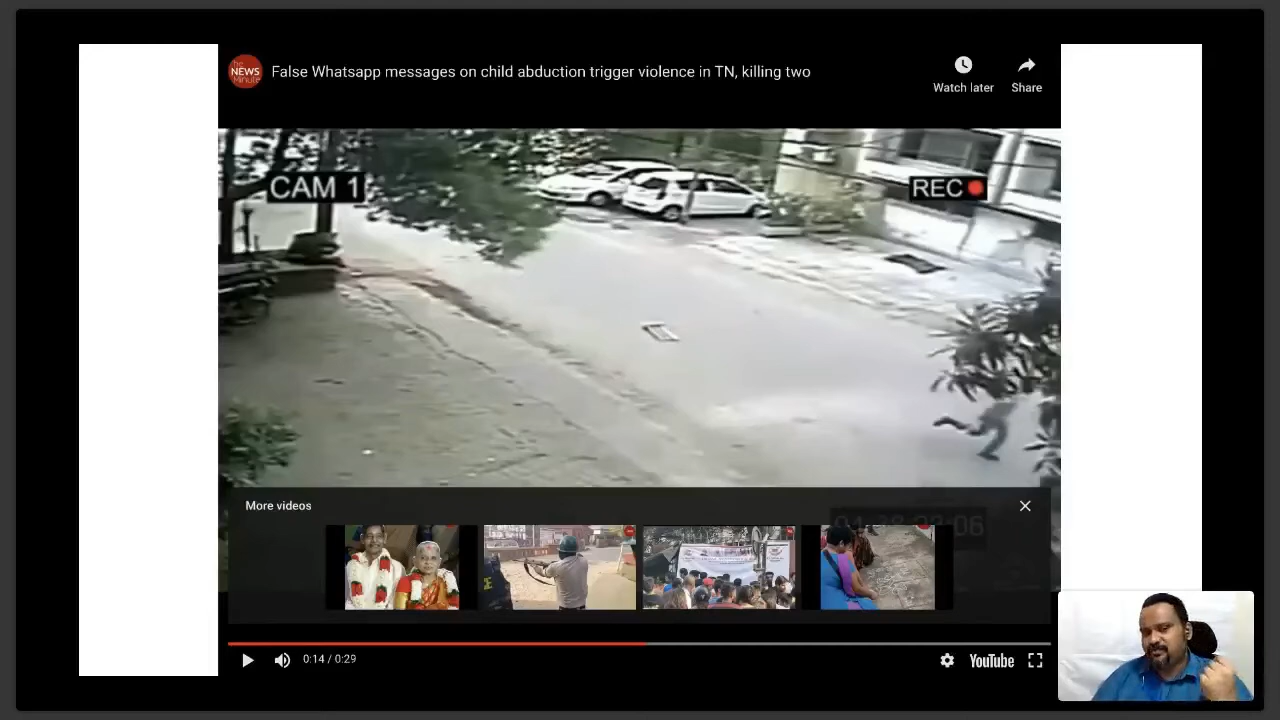 The
NEWS
Minute
False Whatsapp messages on child abduction trigger violence in TN, killing two
Watch later
Share
CAM 1
REC
More videos
0:14 / 0:29
YouTube